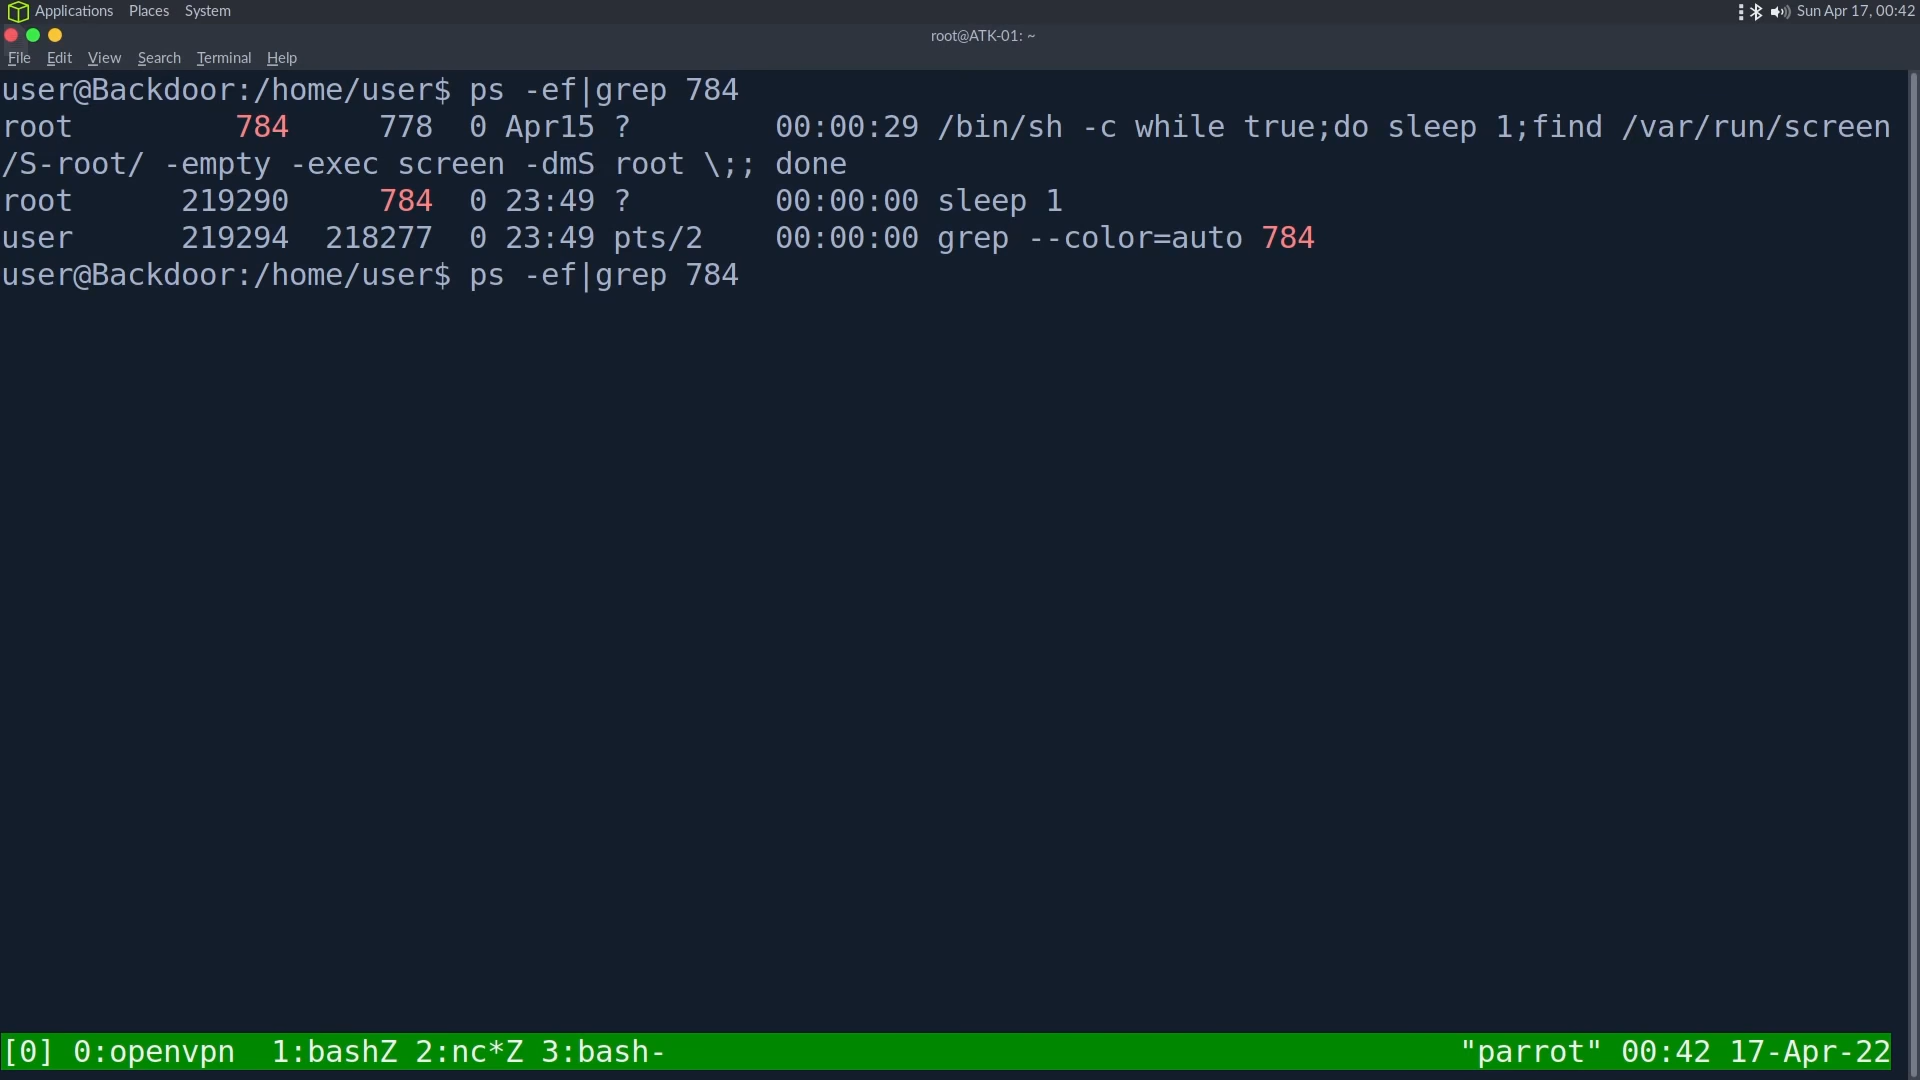 Applications Places System Sun Apr 17, 00:42
root@ATK-01: ~
File Edit View Search Terminal Help
user@Backdoor:/home/user$ ps -ef|grep 784
root         784     778  0 Apr15 ?        00:00:29 /bin/sh -c while true;do sleep 1;find /var/run/screen
/S-root/ -empty -exec screen -dmS root \;; done
root      219290     784  0 23:49 ?        00:00:00 sleep 1
user      219294  218277  0 23:49 pts/2    00:00:00 grep --color=auto 784
user@Backdoor:/home/user$ ps -ef|grep 784
[0] 0:openvpn  1:bashZ 2:nc*Z 3:bash- "parrot" 00:42 17-Apr-22